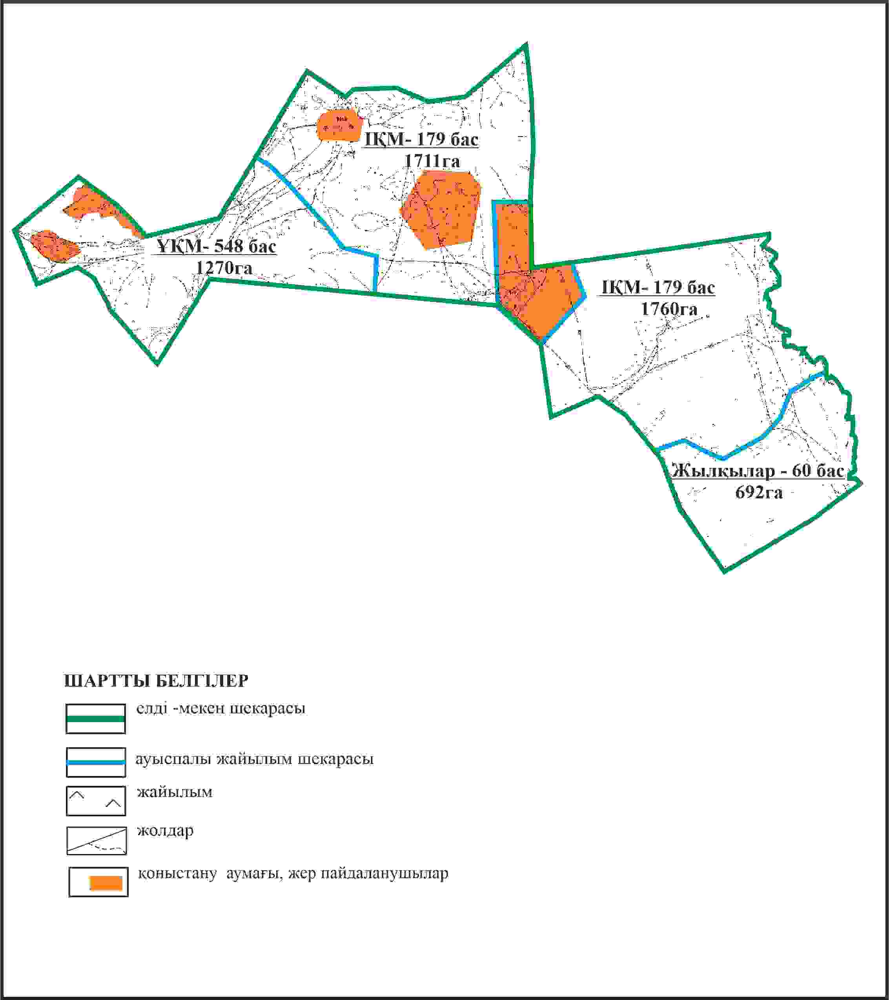 ІҚМ- 179 бас
1711га
ҰҚМ- 548 бас
1270га
ІҚМ- 179 бас
1760га
Жылқылар - 60 бас
692га
ШАРТТЫ БЕЛГІЛЕР
елді -мекен шекарасы
ауыспалы жайылым шекарасы
жайылым
жолдар
қоныстану аумағы, жер пайдаланушылар